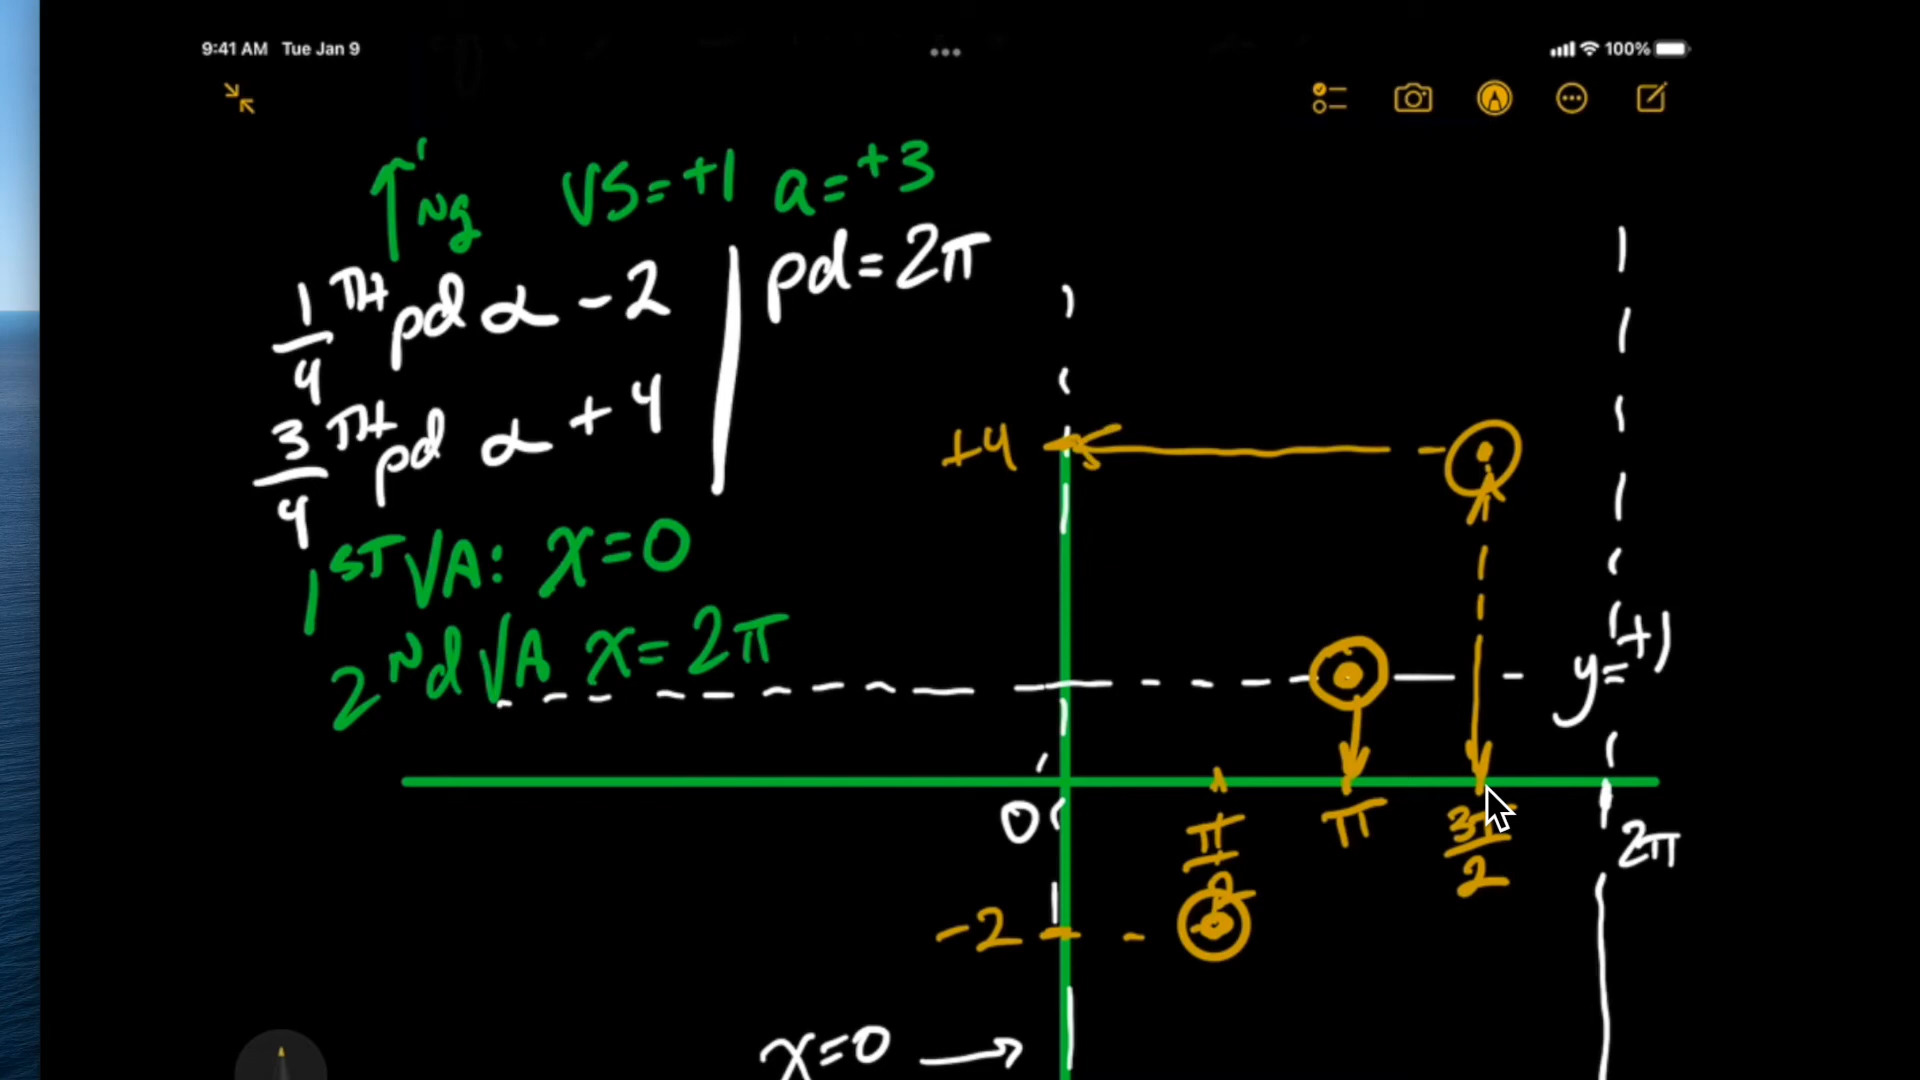 9:41 AM Tue Jan 9
100%
VS = +1 a = +3
1/4 TH pd α -2
pd = 2π
3/4 TH pd α +4
+4
1ST VA: x = 0
2Nd VA x = 2π
y = +1
0
π/2
π
3π/2
2π
-2
x = 0 →